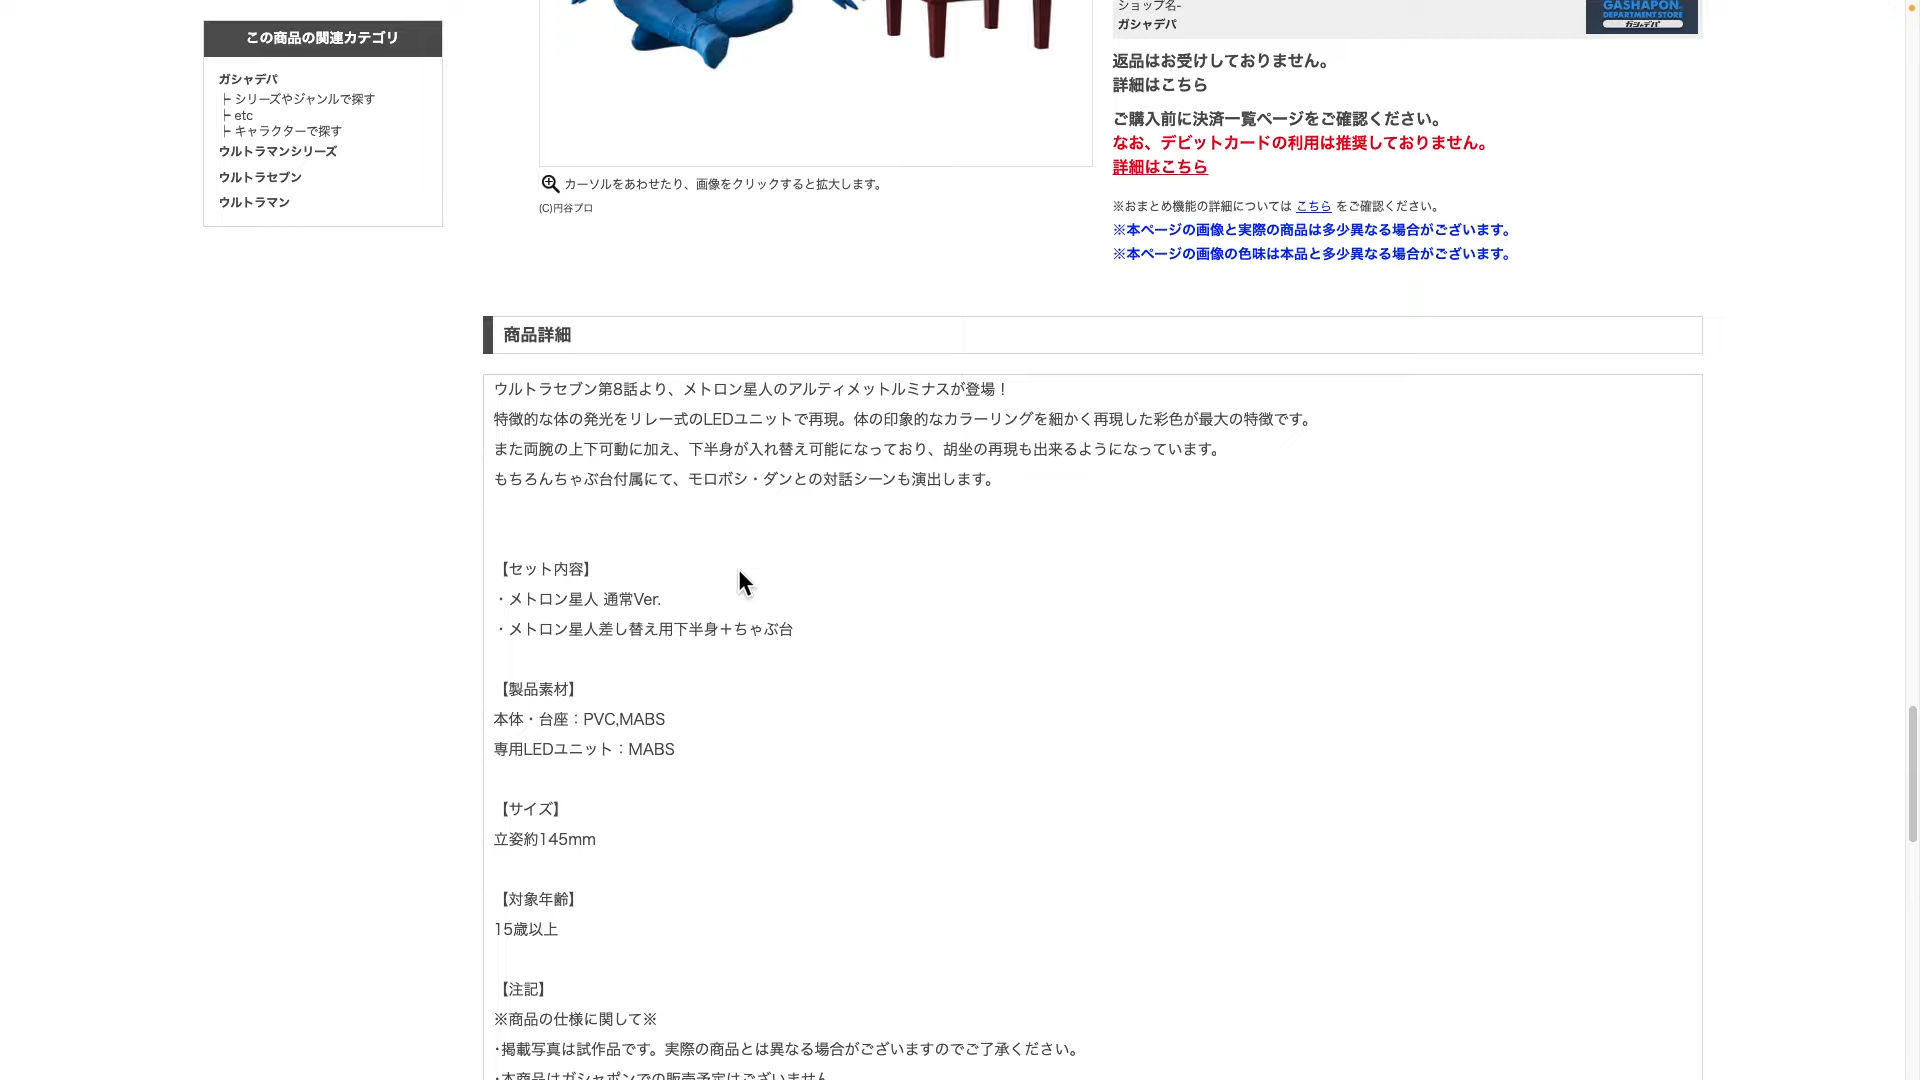 この商品の関連カテゴリ
ガシャデパ
┣ シリーズやジャンルで探す
┣ etc
┣ キャラクターで探す
ウルトラマンシリーズ
ウルトラセブン
ウルトラマン
カーソルをあわせたり、画像をクリックすると拡大します。
(C)円谷プロ
ショップ名-
ガシャデパ
GASHAPON
DEPARTMENT STORE
ガシャデパ
返品はお受けしておりません。
詳細はこちら
ご購入前に決済一覧ページをご確認ください。
なお、デビットカードの利用は推奨しておりません。
詳細はこちら
※おまとめ機能の詳細については こちら をご確認ください。
※本ページの画像と実際の商品は多少異なる場合がございます。
※本ページの画像の色味は本品と多少異なる場合がございます。
商品詳細
ウルトラセブン第8話より、メトロン星人のアルティメットルミナスが登場！
特徴的な体の発光をリレー式のLEDユニットで再現。体の印象的なカラーリングを細かく再現した彩色が最大の特徴です。
また両腕の上下可動に加え、下半身が入れ替え可能になっており、胡坐の再現も出来るようになっています。
もちろんちゃぶ台付属にて、モロボシ・ダンとの対話シーンも演出します。
【セット内容】
・メトロン星人 通常Ver.
・メトロン星人差し替え用下半身＋ちゃぶ台
【製品素材】
本体・台座：PVC,MABS
専用LEDユニット：MABS
【サイズ】
立姿約145mm
【対象年齢】
15歳以上
【注記】
※商品の仕様に関して※
･掲載写真は試作品です。実際の商品とは異なる場合がございますのでご了承ください。
･本商品はガシャポンでの販売予定はございません